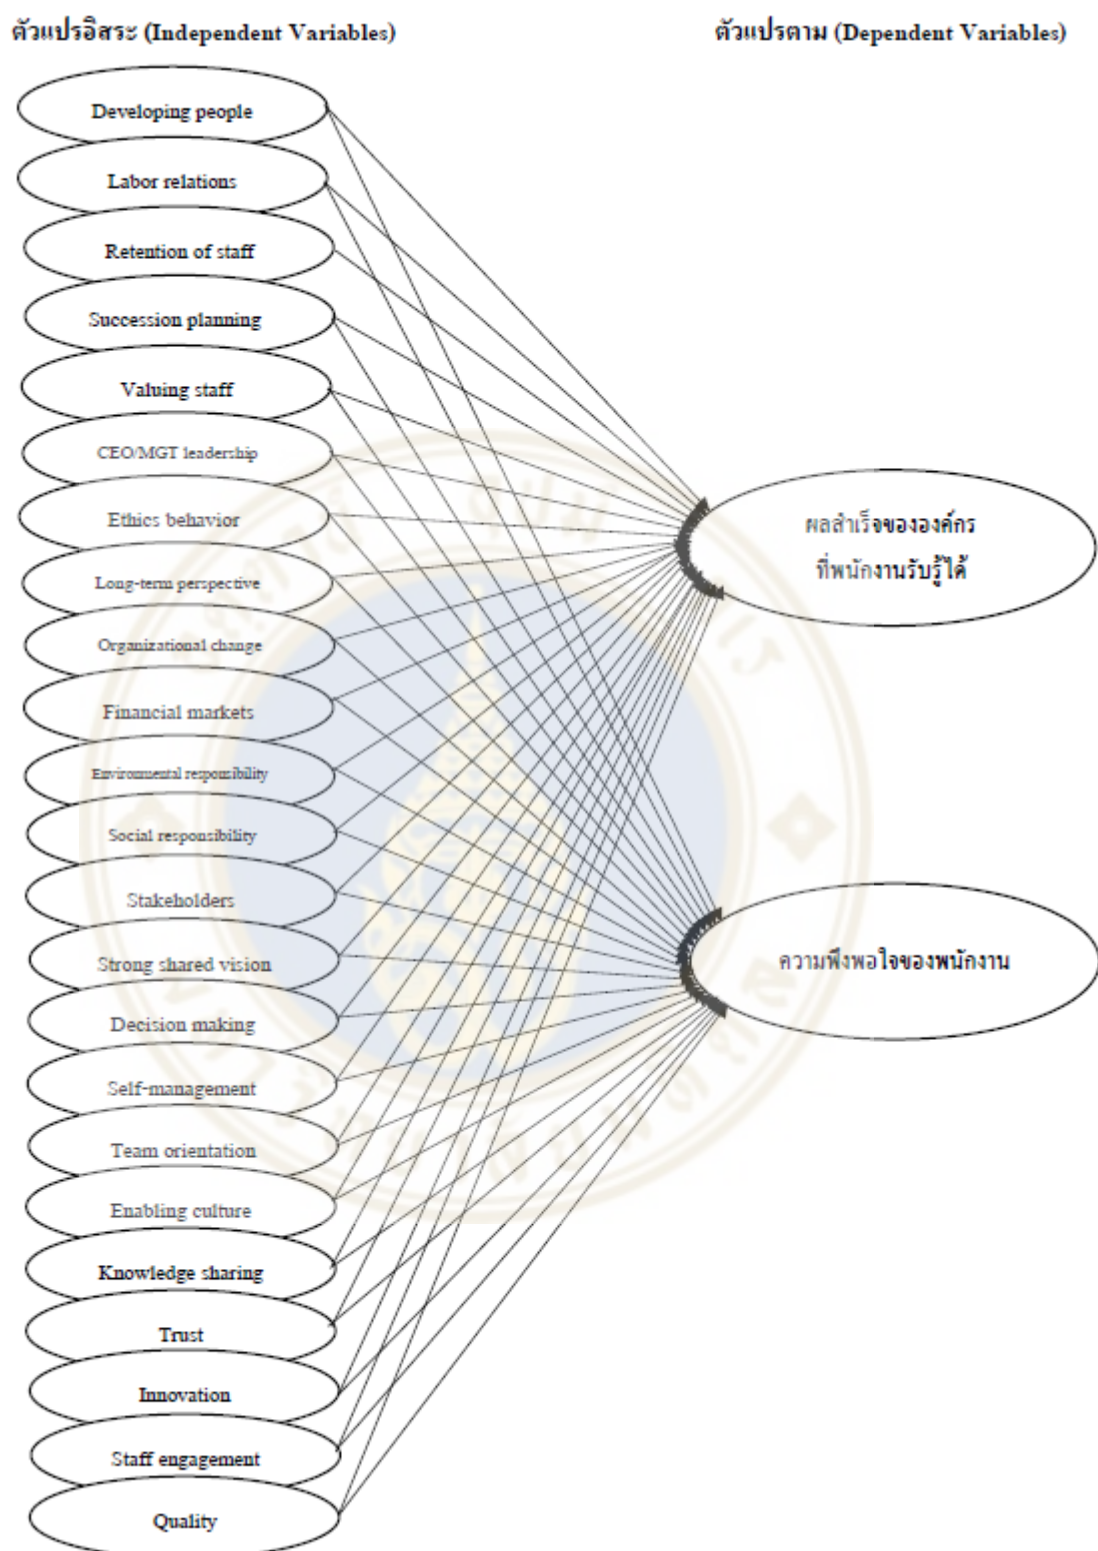 ตัวแปรอิสระ (Independent Variables)
ตัวแปรตาม (Dependent Variables)
Developing people
Labor relations
Retention of staff
Succession planning
Valuing staff
CEO/MGT leadership
Ethics behavior
Long-term perspective
Organizational change
Financial markets
Environmental responsibility
Social responsibility
Stakeholders
Strong shared vision
Decision making
Self-management
Team orientation
Enabling culture
Knowledge sharing
Trust
Innovation
Staff engagement
Quality
ผลสำเร็จขององค์กร
ที่พนักงานรับรู้ได้
ความพึงพอใจของพนักงาน